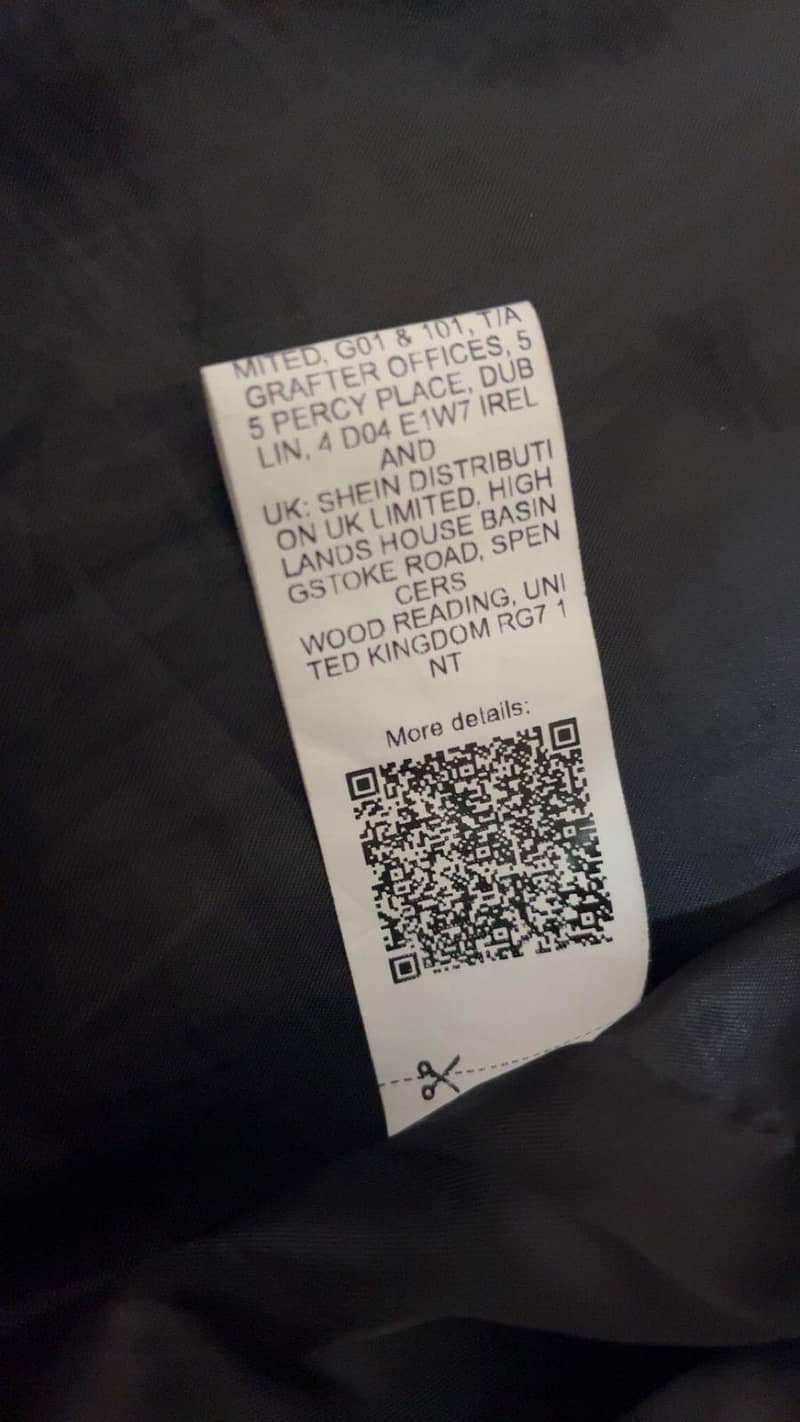 MITED, G01 & 101, T/A
GRAFTER OFFICES, 5
5 PERCY PLACE, DUB
LIN, 4 D04 E1W7 IREL
AND
UK: SHEIN DISTRIBUTI
ON UK LIMITED, HIGH
LANDS HOUSE BASIN
GSTOKE ROAD, SPEN
CERS
WOOD READING, UNI
TED KINGDOM RG7 1
NT
More details: